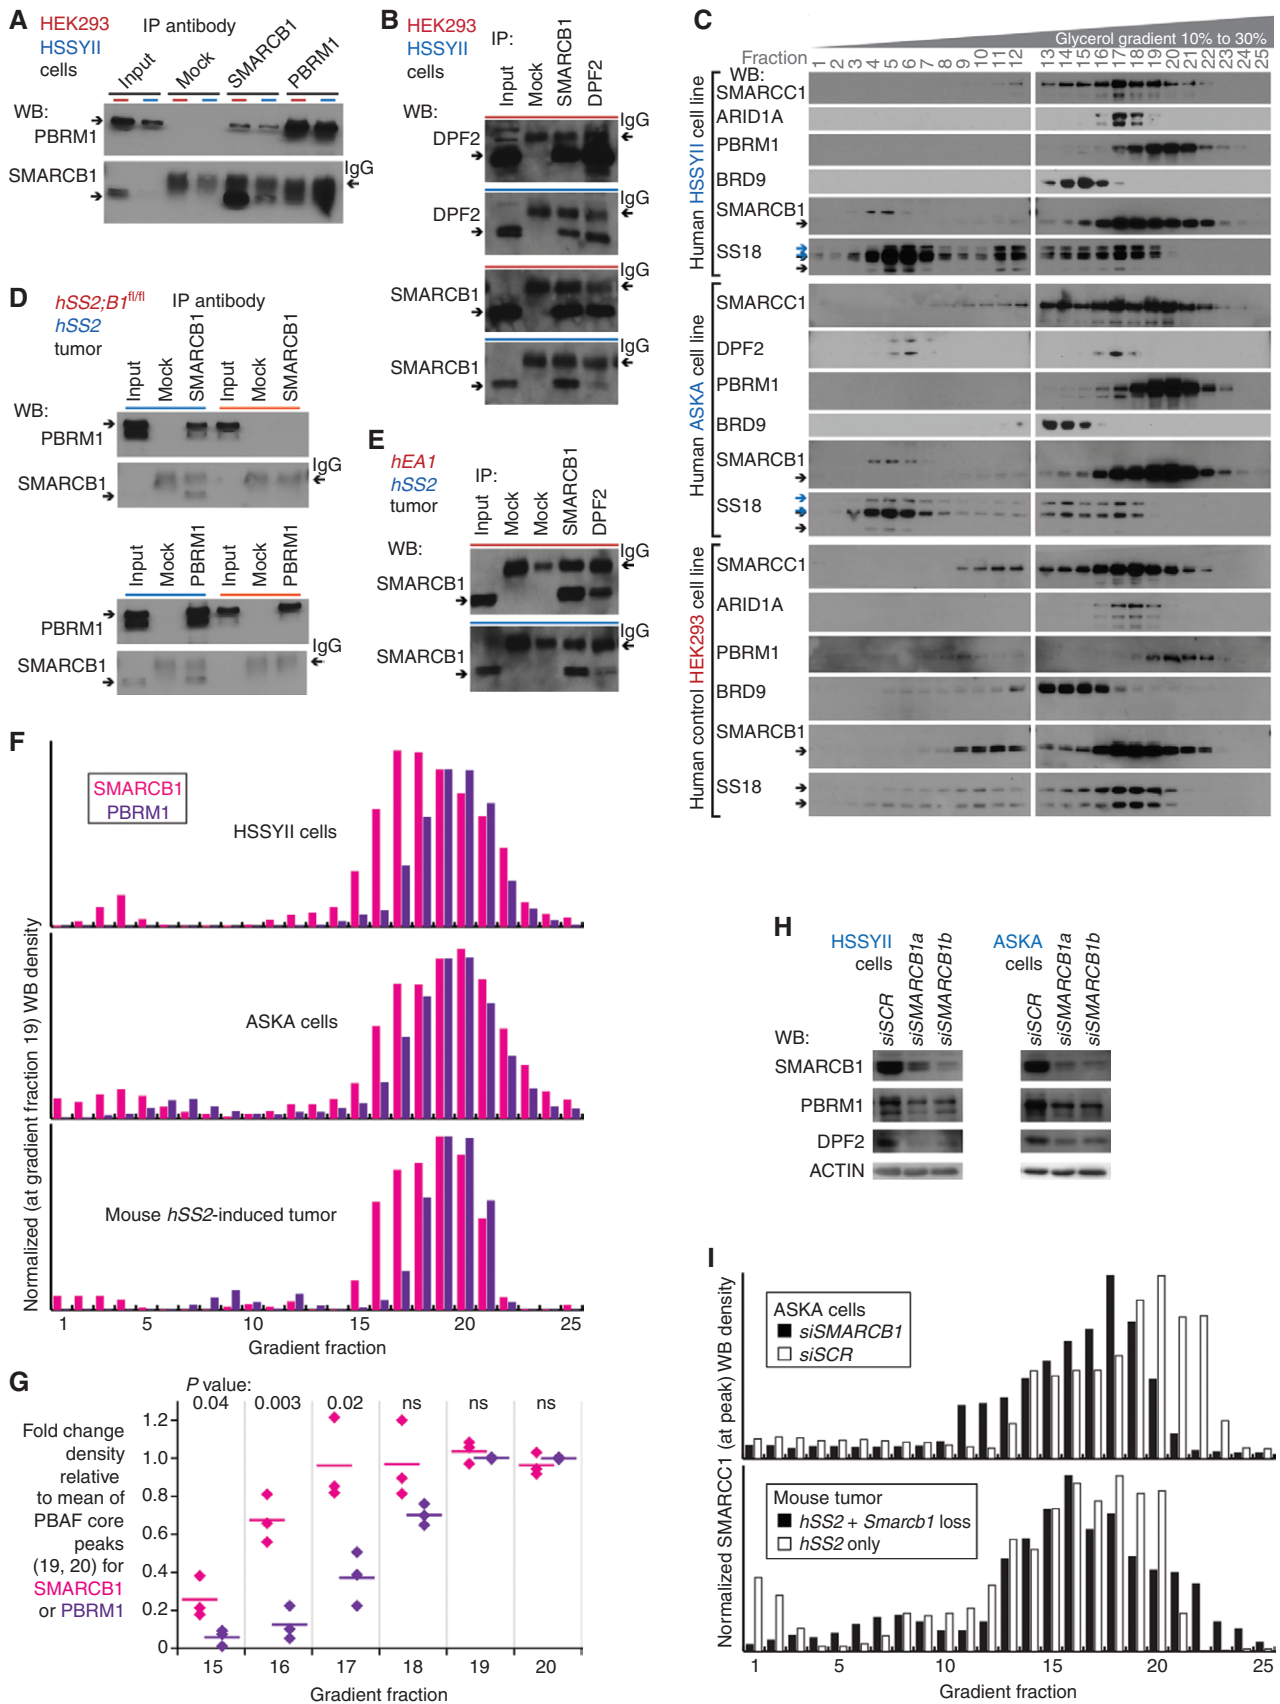 A
HEK293
HSSYII
cells
IP antibody
Input
Mock
SMARCB1
PBRM1
WB:
PBRM1
SMARCB1
IgG
B
HEK293
HSSYII
cells
IP:
Input
Mock
SMARCB1
DPF2
WB:
DPF2
IgG
DPF2
IgG
SMARCB1
IgG
SMARCB1
IgG
C
Glycerol gradient 10% to 30%
Fraction
1 2 3 4 5 6 7 8 9 10 11 12 13 14 15 16 17 18 19 20 21 22 23 24 25
Human HSSYII cell line
WB:
SMARCC1
ARID1A
PBRM1
BRD9
SMARCB1
SS18
Human ASKA cell line
SMARCC1
DPF2
PBRM1
BRD9
SMARCB1
SS18
Human control HEK293 cell line
SMARCC1
ARID1A
PBRM1
BRD9
SMARCB1
SS18
D
hSS2;B1fl/fl
hSS2
tumor
IP antibody
Input
Mock
SMARCB1
Input
Mock
SMARCB1
WB:
PBRM1
SMARCB1
IgG
Input
Mock
PBRM1
Input
Mock
PBRM1
PBRM1
SMARCB1
IgG
E
hEA1
hSS2
tumor
IP:
Input
Mock
Mock
SMARCB1
DPF2
WB:
SMARCB1
IgG
SMARCB1
IgG
F
SMARCB1
PBRM1
HSSYII cells
ASKA cells
Mouse hSS2-induced tumor
Normalized (at gradient fraction 19) WB density
1 5 10 15 20 25
Gradient fraction
G
P value:
0.04 0.003 0.02 ns ns ns
Fold change
density
relative
to mean of
PBAF core
peaks
(19, 20) for
SMARCB1
or PBRM1
1.2
1.0
0.8
0.6
0.4
0.2
0
15 16 17 18 19 20
Gradient fraction
H
HSSYII
cells
siSCR
siSMARCB1a
siSMARCB1b
ASKA
cells
siSCR
siSMARCB1a
siSMARCB1b
WB:
SMARCB1
PBRM1
DPF2
ACTIN
I
Normalized SMARCC1 (at peak) WB density
ASKA cells
siSMARCB1
siSCR
Mouse tumor
hSS2 + Smarcb1 loss
hSS2 only
1 5 10 15 20 25
Gradient fraction